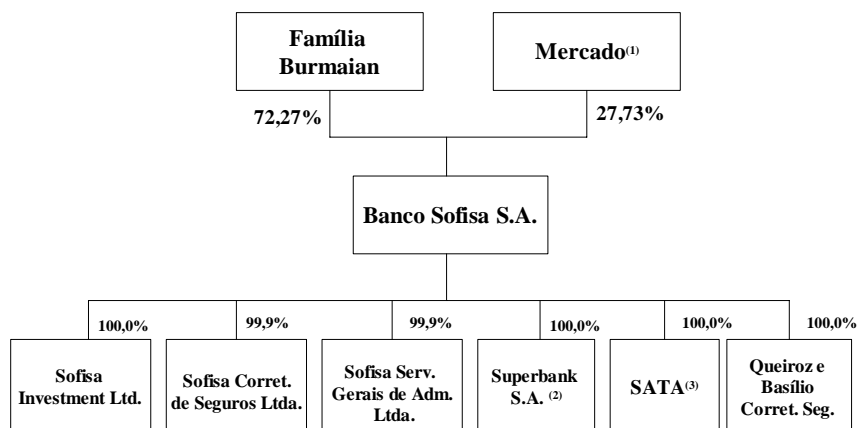 Família
Burmaian
Mercado(1)
72,27%
27,73%
Banco Sofisa S.A.
100,0%
99,9%
99,9%
100,0%
100,0%
100,0%
Sofisa
Investment Ltd.
Sofisa Corret.
de Seguros Ltda.
Sofisa Serv.
Gerais de Adm.
Ltda.
Superbank
S.A. (2)
SATA(3)
Queiroz e
Basílio
Corret. Seg.